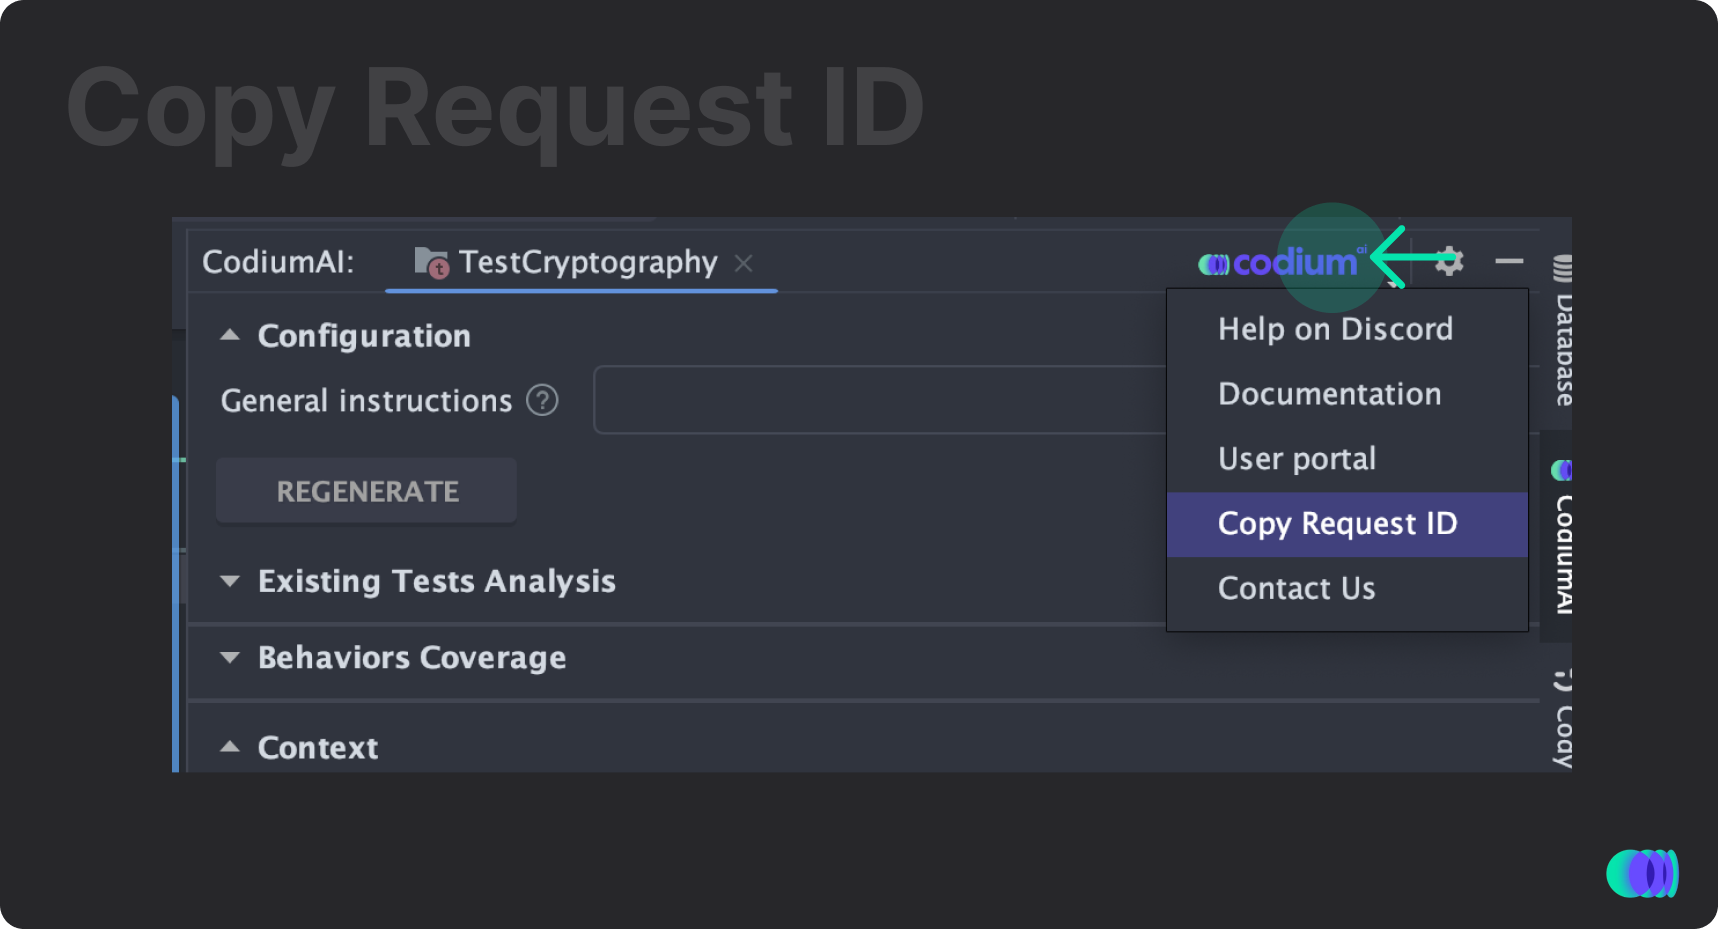 Copy Request ID
CodiumAI: TestCryptography codium ai
Configuration
General instructions ?
REGENERATE
Existing Tests Analysis
Behaviors Coverage
Context
Help on Discord
Documentation
User portal
Copy Request ID
Contact Us
Database
CodiumAI
Cody